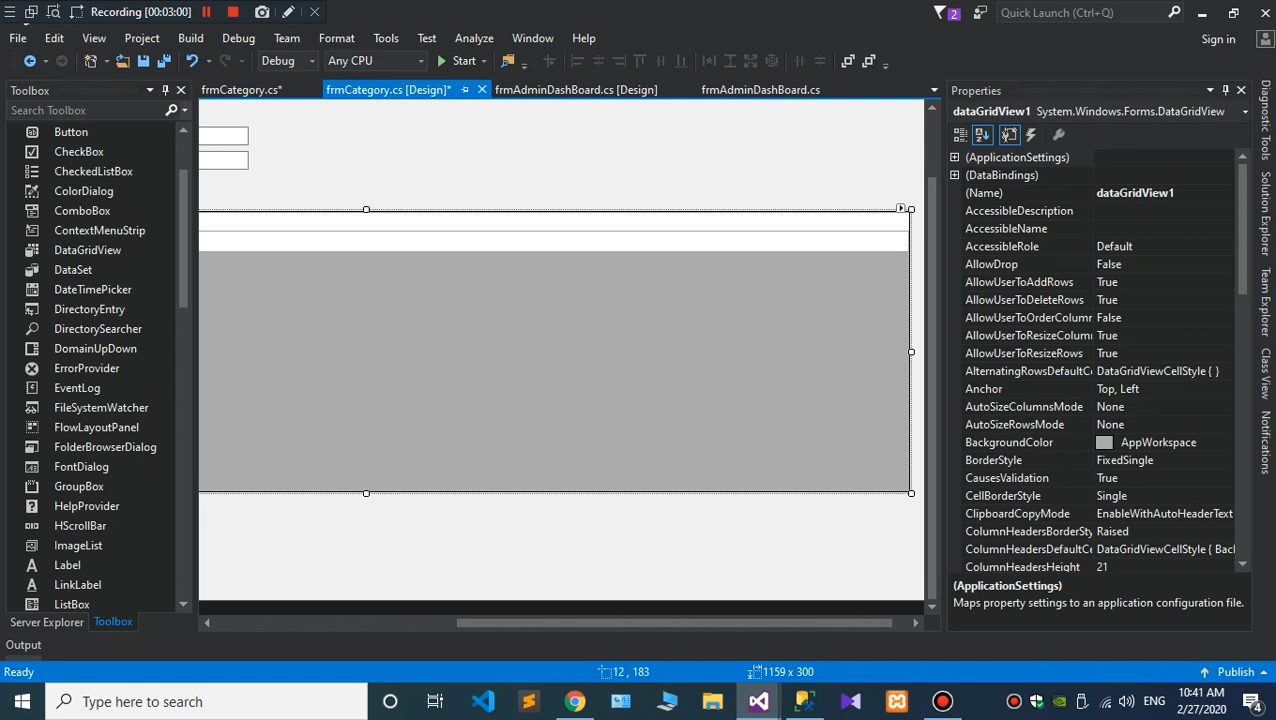 Recording [00:03:00]
2
Quick Launch (Ctrl+Q)
File Edit View Project Build Debug Team Format Tools Test Analyze Window Help
Sign in
Debug Any CPU Start
Toolbox
frmCategory.cs* frmCategory.cs [Design]* frmAdminDashBoard.cs [Design] frmAdminDashBoard.cs
Properties
Search Toolbox
dataGridView1 System.Windows.Forms.DataGridView
Button
CheckBox
CheckedListBox
ColorDialog
ComboBox
ContextMenuStrip
DataGridView
DataSet
DateTimePicker
DirectoryEntry
DirectorySearcher
DomainUpDown
ErrorProvider
EventLog
FileSystemWatcher
FlowLayoutPanel
FolderBrowserDialog
FontDialog
GroupBox
HelpProvider
HScrollBar
ImageList
Label
LinkLabel
ListBox
Server Explorer Toolbox
(ApplicationSettings)
(DataBindings)
(Name) dataGridView1
AccessibleDescription
AccessibleName
AccessibleRole Default
AllowDrop False
AllowUserToAddRows True
AllowUserToDeleteRows True
AllowUserToOrderColumn False
AllowUserToResizeColumn True
AllowUserToResizeRows True
AlternatingRowsDefaultCe DataGridViewCellStyle { }
Anchor Top, Left
AutoSizeColumnsMode None
AutoSizeRowsMode None
BackgroundColor AppWorkspace
BorderStyle FixedSingle
CausesValidation True
CellBorderStyle Single
ClipboardCopyMode EnableWithAutoHeaderText
ColumnHeadersBorderSty Raised
ColumnHeadersDefaultCe DataGridViewCellStyle { Bac
ColumnHeadersHeight 21
(ApplicationSettings)
Maps property settings to an application configuration file.
Diagnostic Tools
Solution Explorer
Team Explorer
Class View
Notifications
Output
Ready 12 , 183 1159 x 300 Publish
Type here to search
ENG
10:41 AM
2/27/2020
4